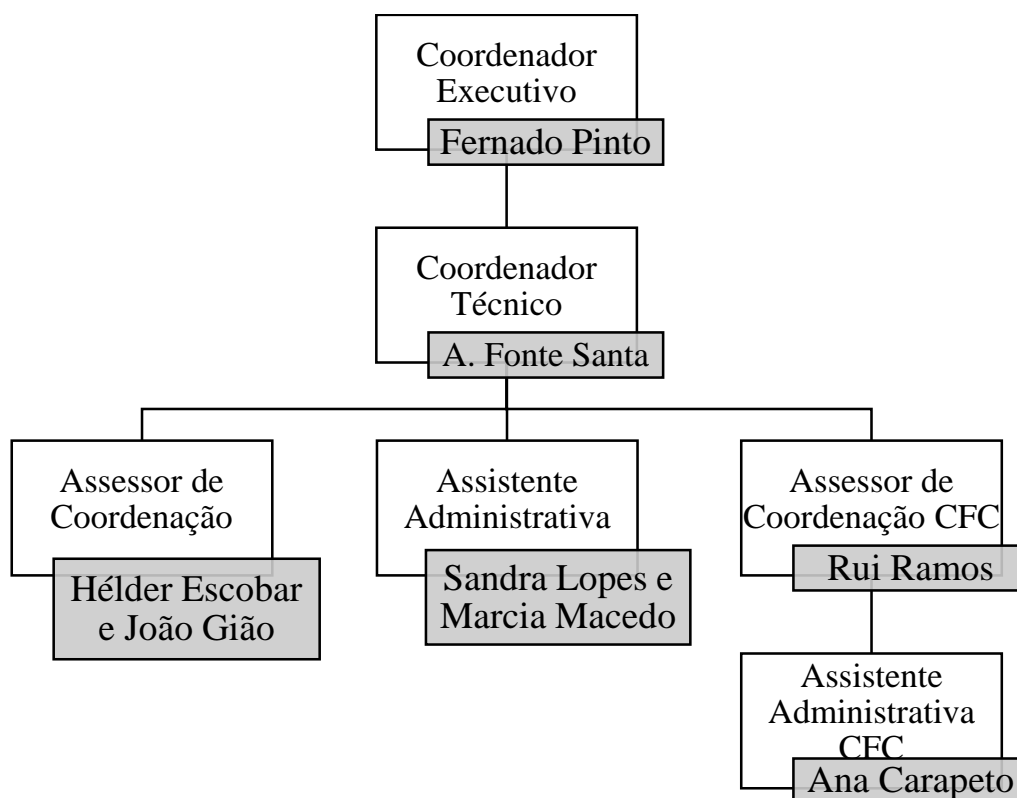 Coordenador
Executivo
Fernado Pinto
Coordenador
Técnico
A. Fonte Santa
Assessor de
Coordenação
Hélder Escobar
e João Gião
Assistente
Administrativa
Sandra Lopes e
Marcia Macedo
Assessor de
Coordenação CFC
Rui Ramos
Assistente
Administrativa
CFC
Ana Carapeto